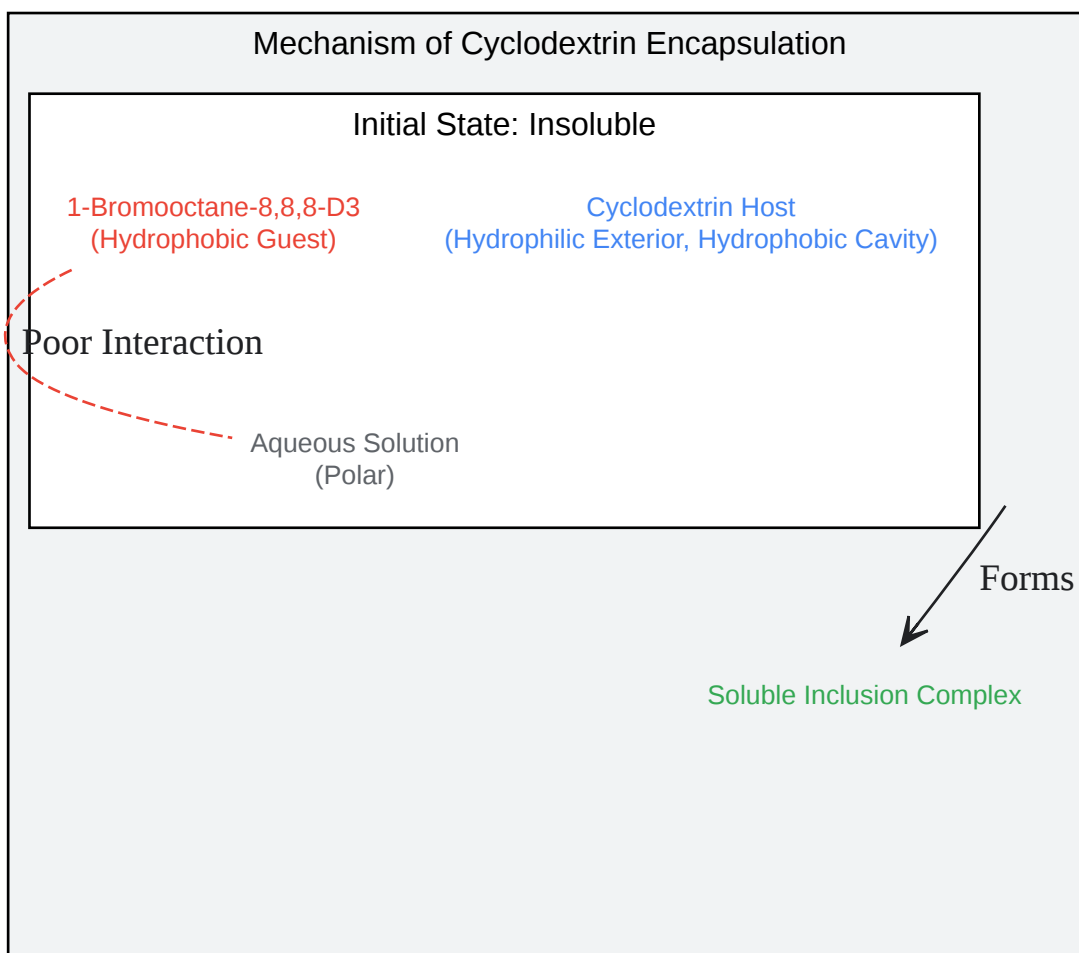 Mechanism of Cyclodextrin Encapsulation
Initial State: Insoluble
1-Bromooctane-8,8,8-D3
(Hydrophobic Guest)
Cyclodextrin Host
(Hydrophilic Exterior, Hydrophobic Cavity)
Poor Interaction
Aqueous Solution
(Polar)
Forms
Soluble Inclusion Complex